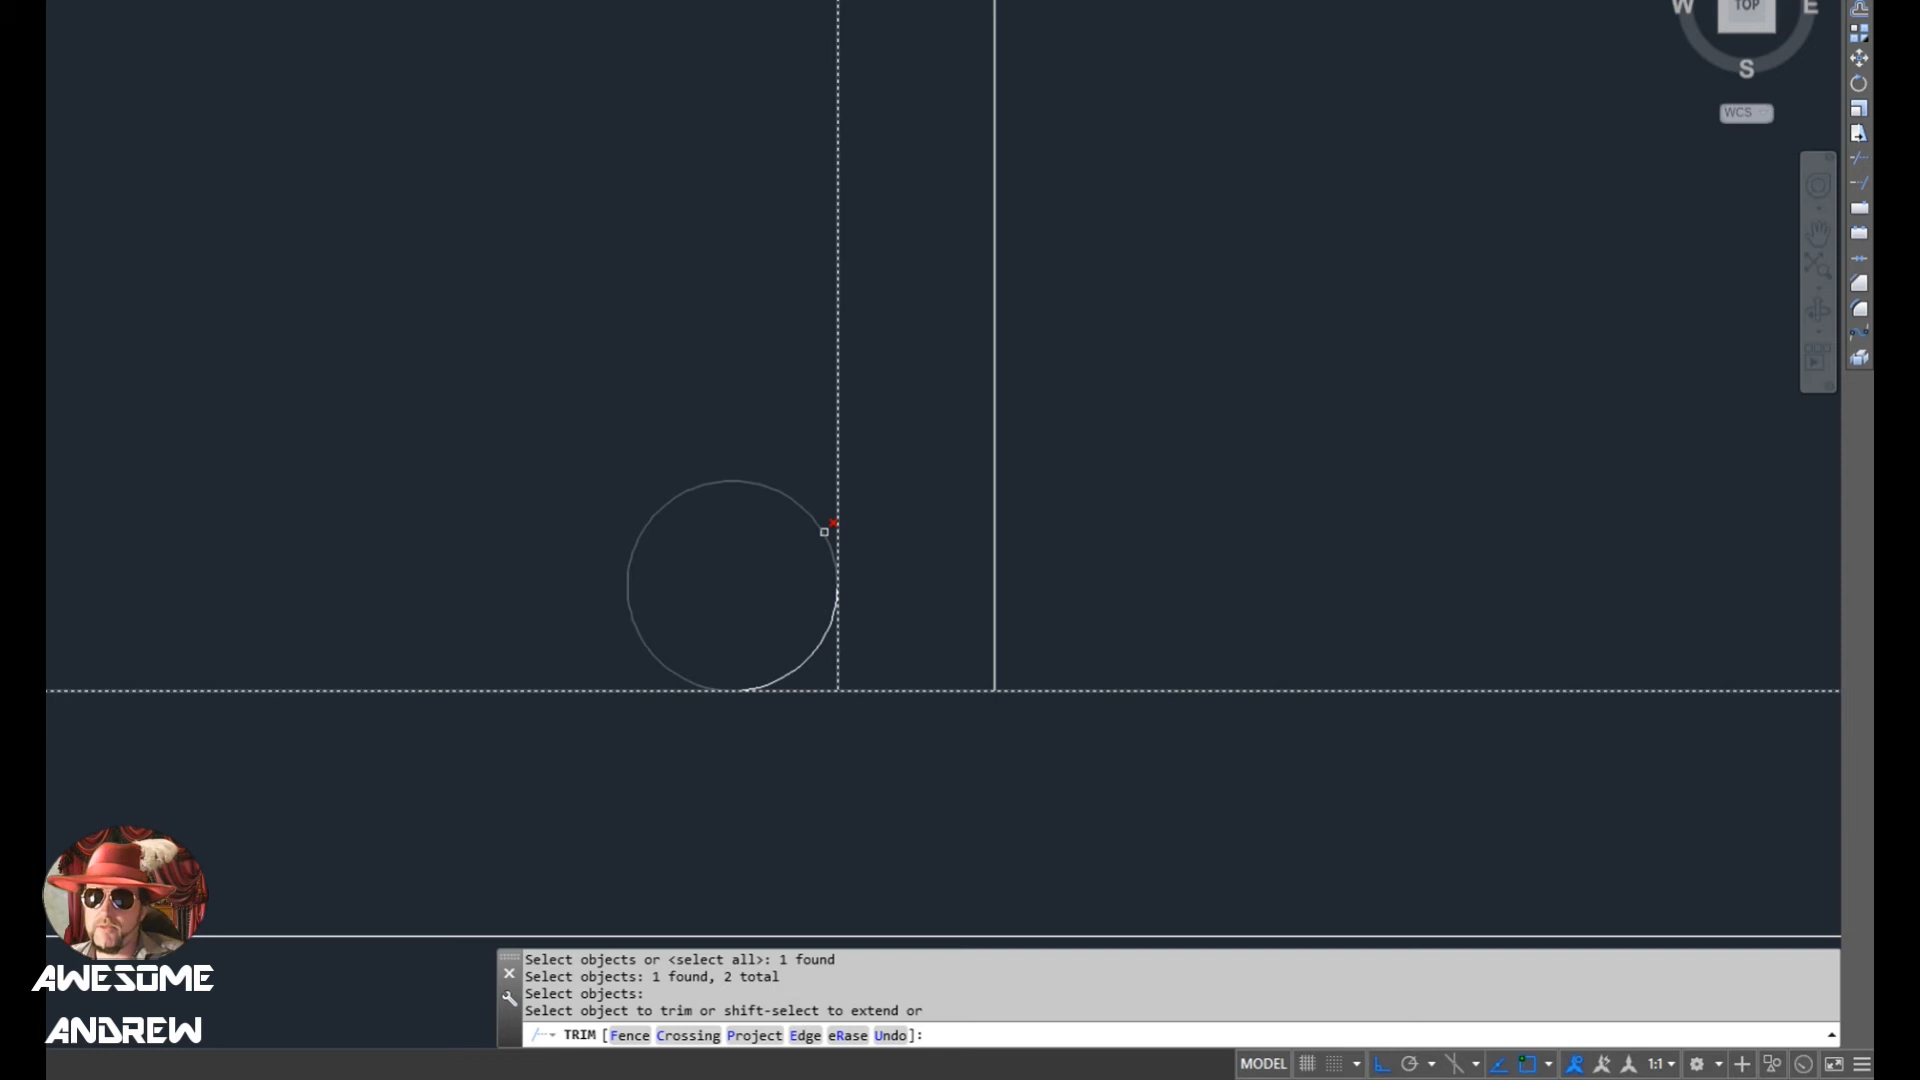 W TOP E
S
WCS
Select objects or <select all>: 1 found
Select objects: 1 found, 2 total
Select objects:
Select object to trim or shift-select to extend or
TRIM [Fence Crossing Project Edge eRase Undo]:
AWESOME
ANDREW
MODEL 1:1